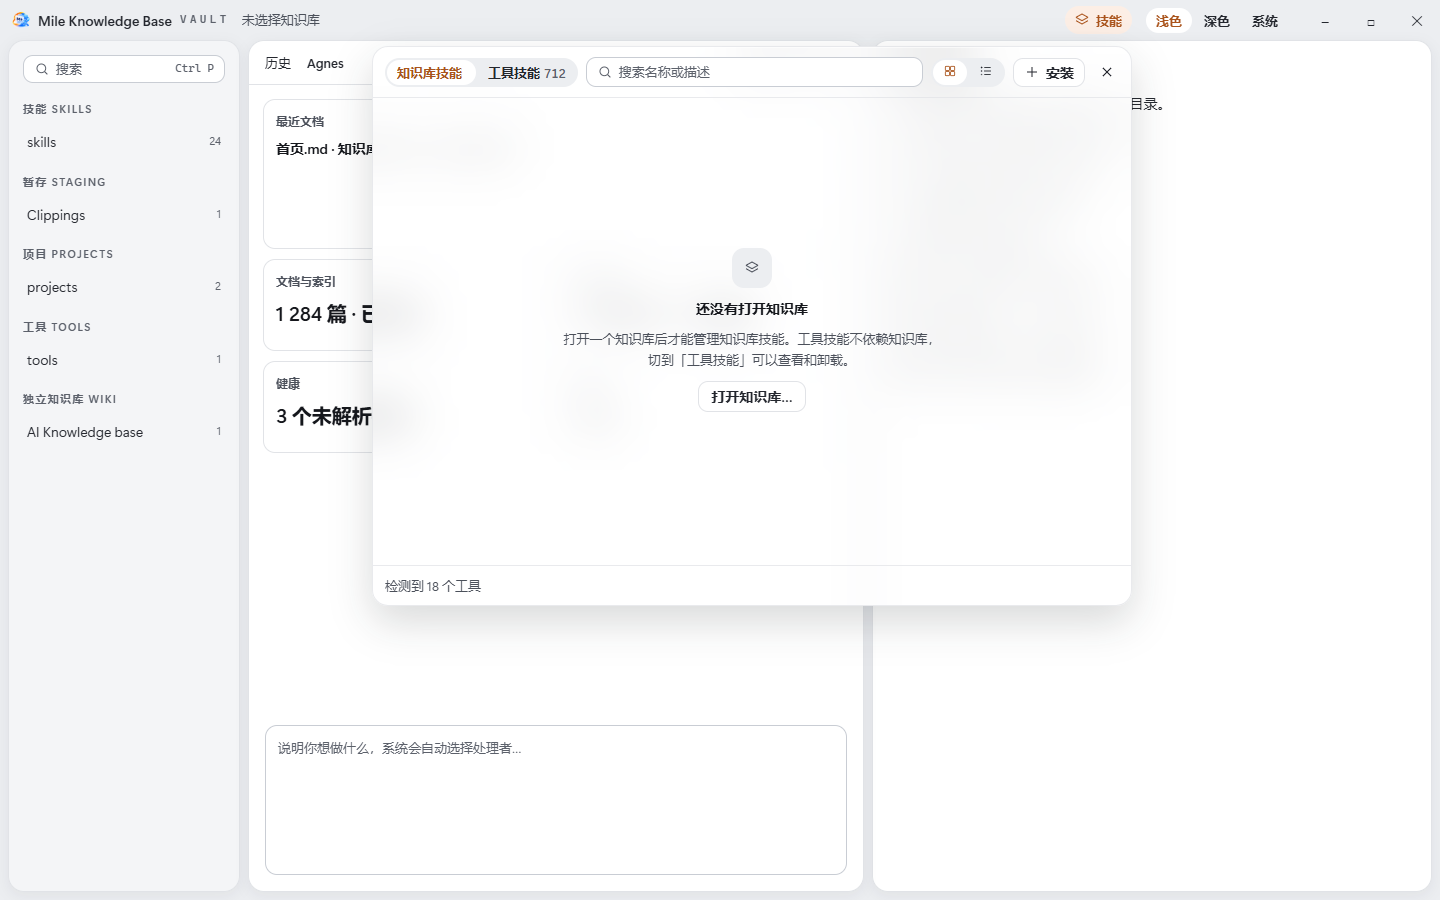 Mile Knowledge Base VAULT 未选择知识库
技能 浅色 深色 系统
搜索 Ctrl P
技能 SKILLS
skills 24
暂存 STAGING
Clippings 1
项目 PROJECTS
projects 2
工具 TOOLS
tools 1
独立知识库 WIKI
AI Knowledge base 1
历史 Agnes
最近文档
首页.md · 知识
文档与索引
1 284 篇 ·
健康
3 个未解析
说明你想做什么，系统会自动选择处理者...
知识库技能 工具技能 712 搜索名称或描述 安装
还没有打开知识库
打开一个知识库后才能管理知识库技能。工具技能不依赖知识库，
切到「工具技能」可以查看和卸载。
打开知识库...
检测到 18 个工具
目录。